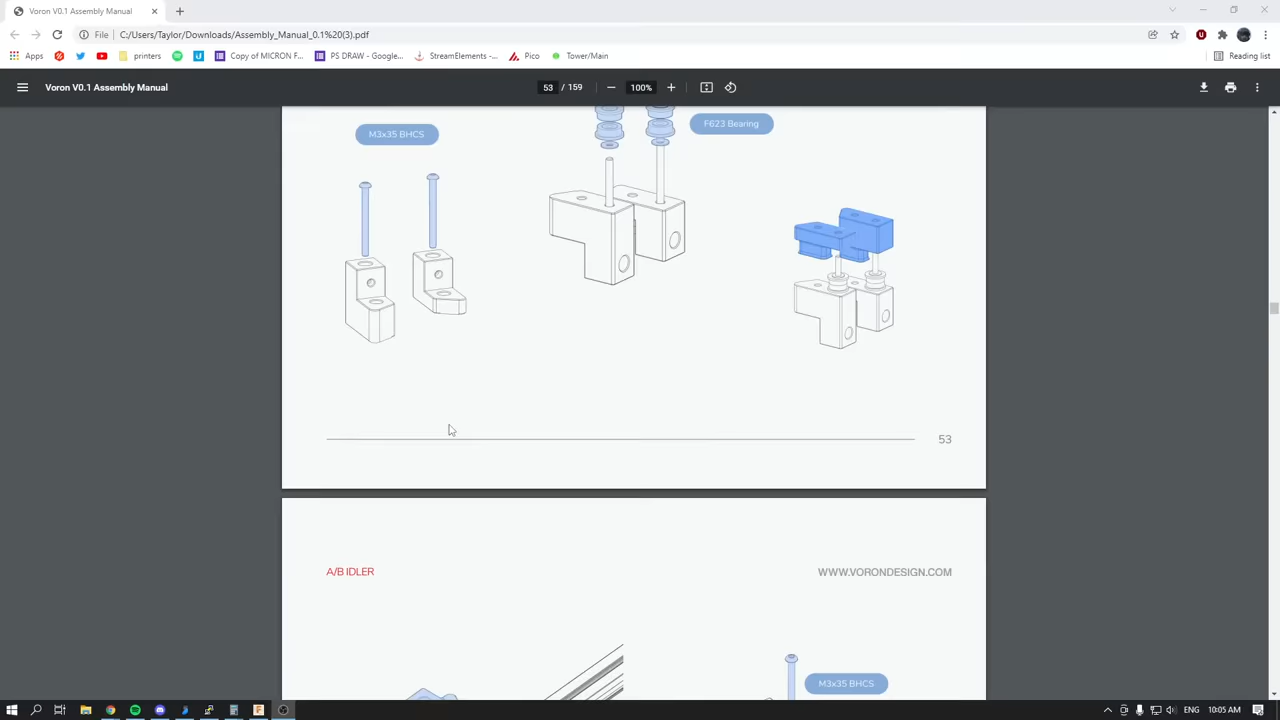 Voron V0.1 Assembly Manual
File
C:/Users/Taylor/Downloads/Assembly_Manual_0.1%20(3).pdf
Apps
printers
Copy of MICRON F...
PS DRAW - Google...
StreamElements -...
Pico
Tower/Main
Reading list
Voron V0.1 Assembly Manual
53 / 159
100%
M3x35 BHCS
F623 Bearing
53
A/B IDLER
WWW.VORONDESIGN.COM
M3x35 BHCS
ENG
10:05 AM